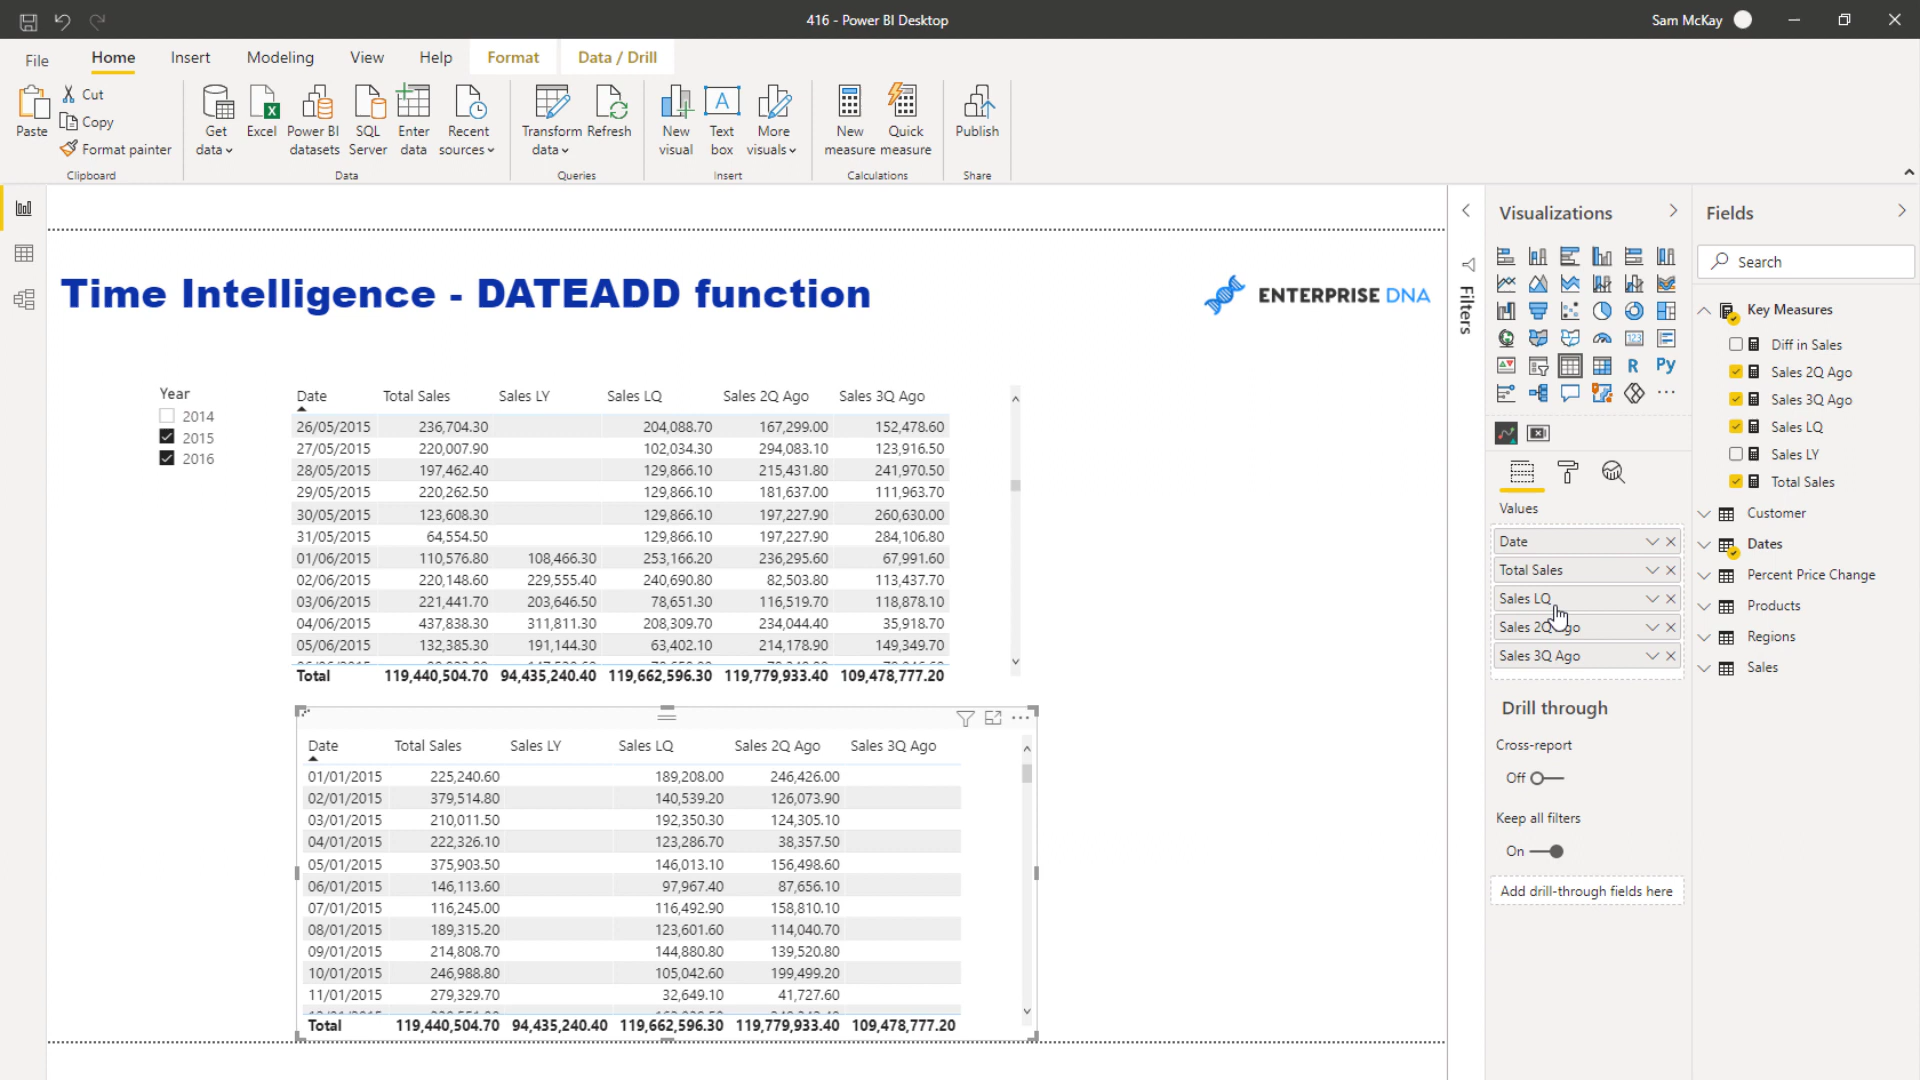 416 - Power BI Desktop
Sam McKay
File
Home
Insert
Modeling
View
Help
Format
Data / Drill
Paste
Cut
Copy
Format painter
Clipboard
Get data
Excel
Power BI datasets
SQL Server
Enter data
Recent sources
Data
Transform data
Refresh
Queries
New visual
Text box
More visuals
Insert
New measure
Quick measure
Calculations
Publish
Share
Time Intelligence - DATEADD function
ENTERPRISE DNA
Year
2014
2015
2016
Date Total Sales Sales LY Sales LQ Sales 2Q Ago Sales 3Q Ago
26/05/2015 236,704.30 204,088.70 167,299.00 152,478.60
27/05/2015 220,007.90 102,034.30 294,083.10 123,916.50
28/05/2015 197,462.40 129,866.10 215,431.80 241,970.50
29/05/2015 220,262.50 129,866.10 181,637.00 111,963.70
30/05/2015 123,608.30 129,866.10 197,227.90 260,630.00
31/05/2015 64,554.50 129,866.10 197,227.90 284,106.80
01/06/2015 110,576.80 108,466.30 253,166.20 236,295.60 67,991.60
02/06/2015 220,148.60 229,555.40 240,690.80 82,503.80 113,437.70
03/06/2015 221,441.70 203,646.50 78,651.30 116,519.70 118,878.10
04/06/2015 437,838.30 311,811.30 208,309.70 234,044.40 35,918.70
05/06/2015 132,385.30 191,144.30 63,402.10 214,178.90 149,349.70
Total 119,440,504.70 94,435,240.40 119,662,596.30 119,779,933.40 109,478,777.20
Date Total Sales Sales LY Sales LQ Sales 2Q Ago Sales 3Q Ago
01/01/2015 225,240.60 189,208.00 246,426.00
02/01/2015 379,514.80 140,539.20 126,073.90
03/01/2015 210,011.50 192,350.30 124,305.10
04/01/2015 222,326.10 123,286.70 38,357.50
05/01/2015 375,903.50 146,013.10 156,498.60
06/01/2015 146,113.60 97,967.40 87,656.10
07/01/2015 116,245.00 116,492.90 158,810.10
08/01/2015 189,315.20 123,601.60 114,040.70
09/01/2015 214,808.70 144,880.80 139,520.80
10/01/2015 246,988.80 105,042.60 199,499.20
11/01/2015 279,329.70 32,649.10 41,727.60
Total 119,440,504.70 94,435,240.40 119,662,596.30 119,779,933.40 109,478,777.20
Filters
Visualizations
R
Py
123
Values
Date
Total Sales
Sales LQ
Sales 2Q Ago
Sales 3Q Ago
Drill through
Cross-report
Off
Keep all filters
On
Add drill-through fields here
Fields
Search
Key Measures
Diff in Sales
Sales 2Q Ago
Sales 3Q Ago
Sales LQ
Sales LY
Total Sales
Customer
Dates
Percent Price Change
Products
Regions
Sales